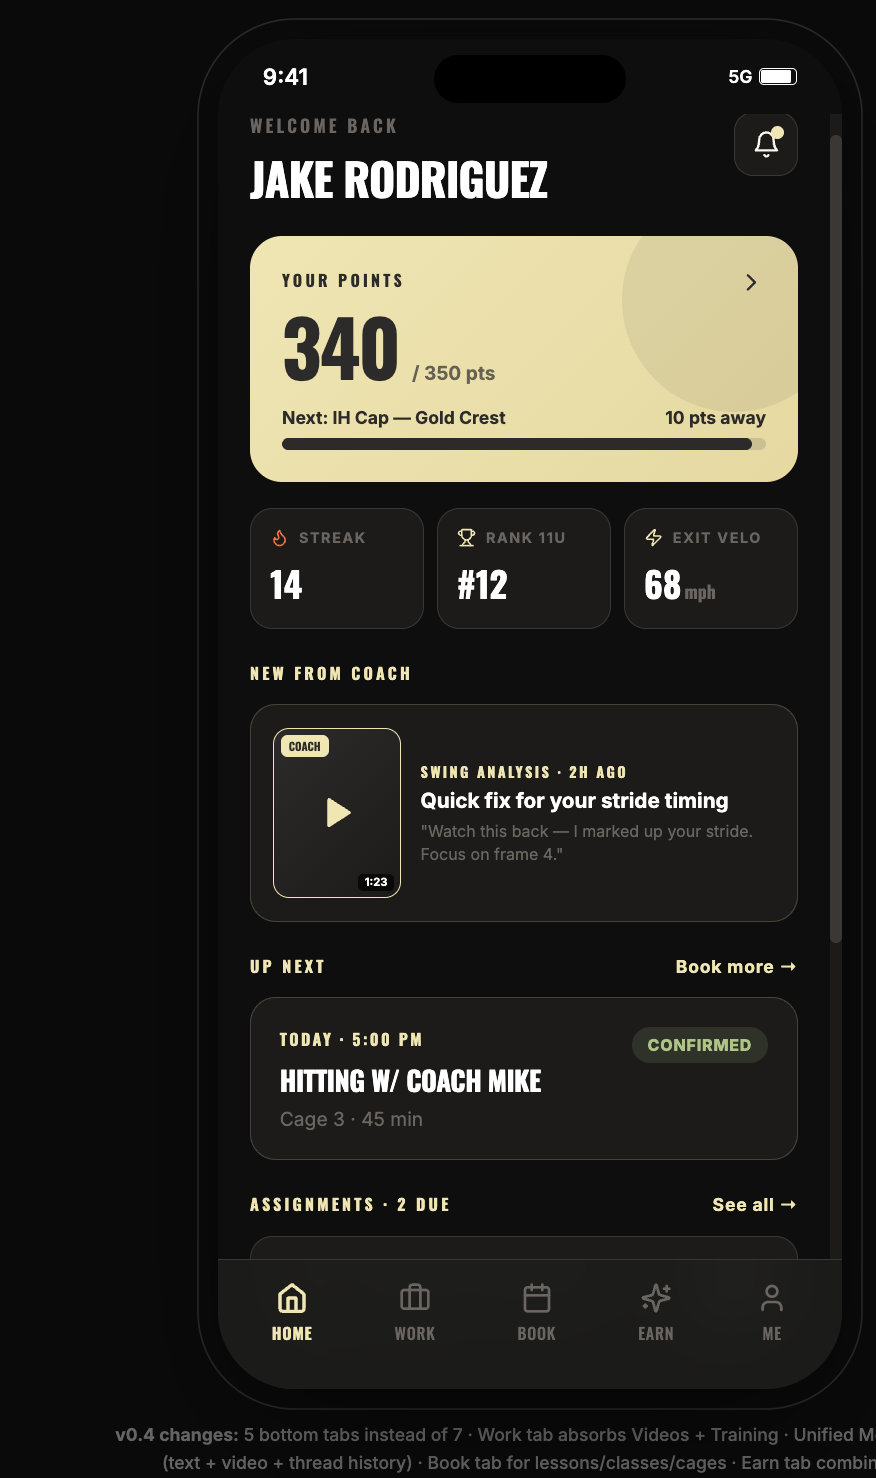 9:41
5G
WELCOME BACK
JAKE RODRIGUEZ
YOUR POINTS
340 / 350 pts
Next: IH Cap — Gold Crest
10 pts away
STREAK
14
RANK 11U
#12
EXIT VELO
68 mph
NEW FROM COACH
COACH
1:23
SWING ANALYSIS · 2H AGO
Quick fix for your stride timing
"Watch this back — I marked up your stride.
Focus on frame 4."
UP NEXT
Book more →
TODAY · 5:00 PM
CONFIRMED
HITTING W/ COACH MIKE
Cage 3 · 45 min
ASSIGNMENTS · 2 DUE
See all →
HOME
WORK
BOOK
EARN
ME
v0.4 changes: 5 bottom tabs instead of 7 · Work tab absorbs Videos + Training · Unified
(text + video + thread history) · Book tab for lessons/classes/cages · Earn tab